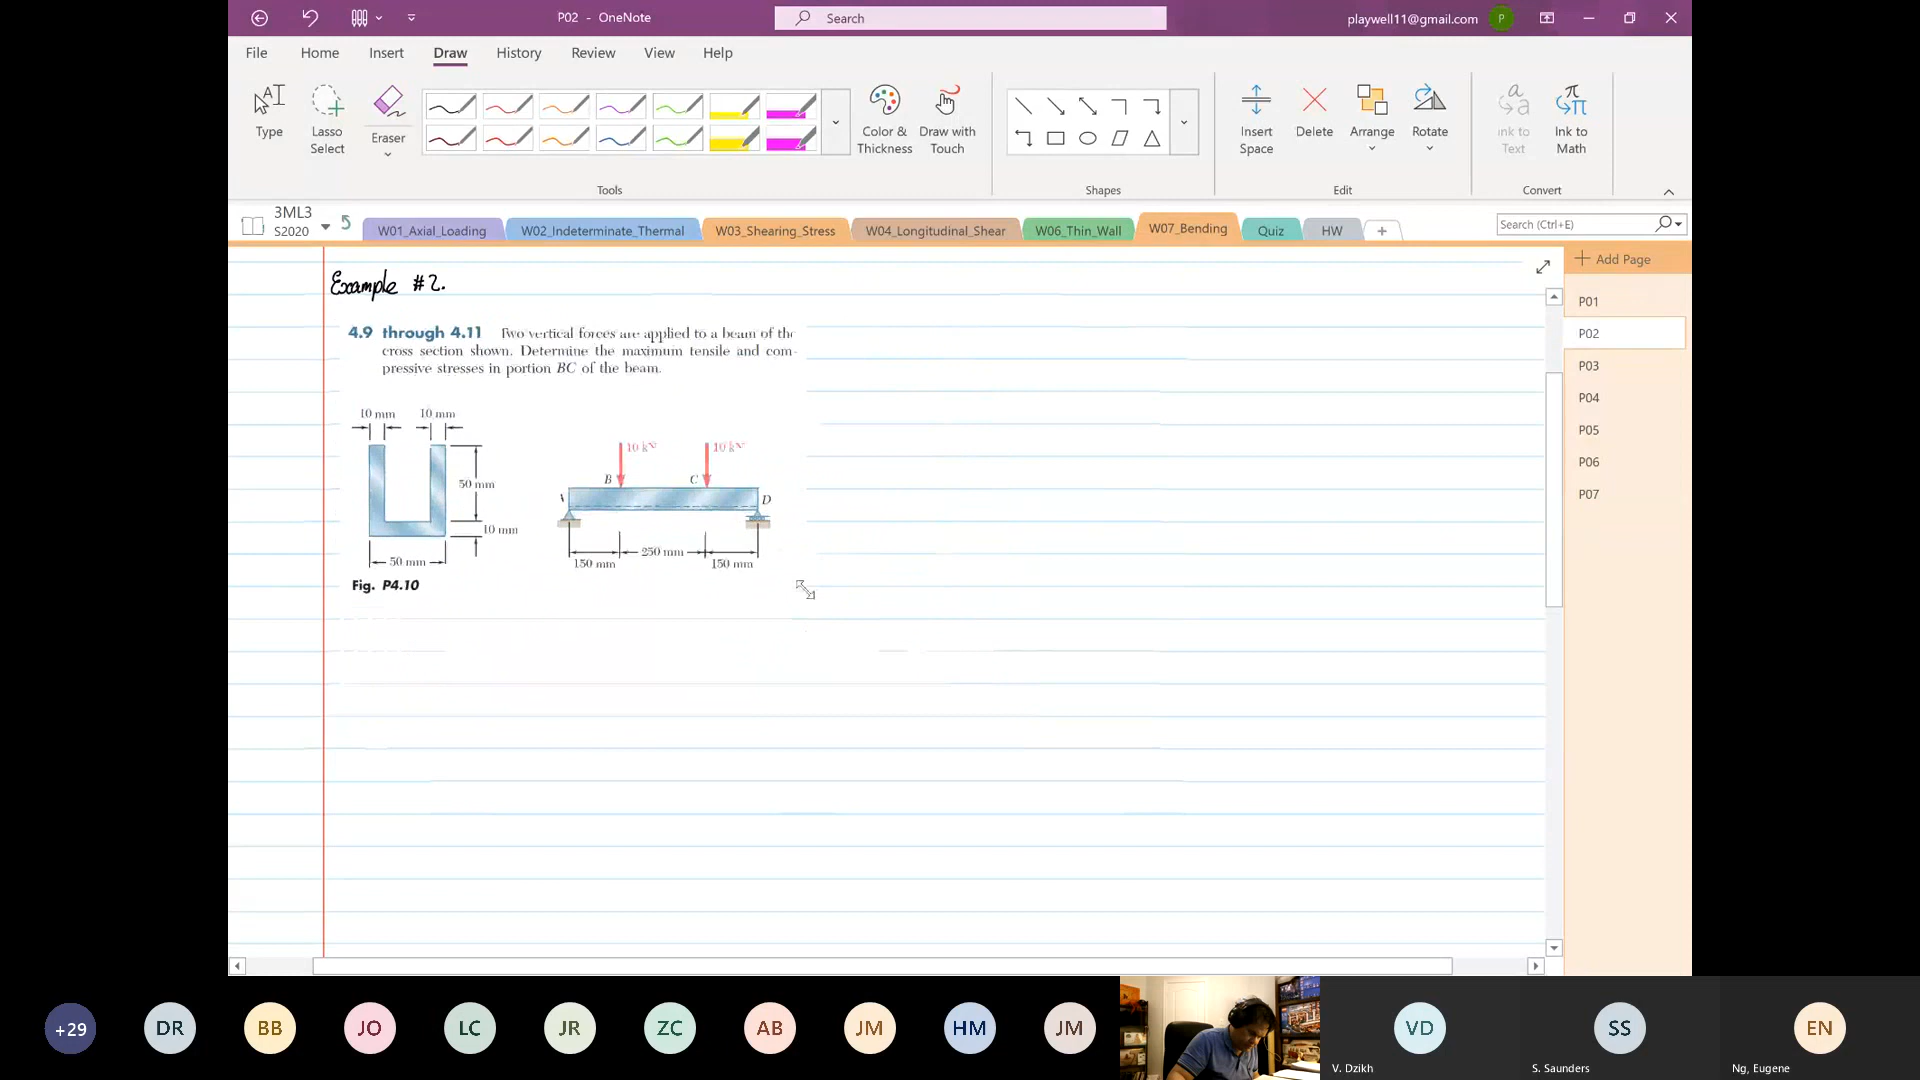 P02 - OneNote
Search
playwell11@gmail.com
P
File
Home
Insert
Draw
History
Review
View
Help
Type
Lasso
Select
Eraser
Color &
Thickness
Draw with
Touch
Insert
Space
Delete
Arrange
Rotate
Ink to
Text
Ink to
Math
Tools
Shapes
Edit
Convert
3ML3
S2020
W01_Axial_Loading
W02_Indeterminate_Thermal
W03_Shearing_Stress
W04_Longitudinal_Shear
W06_Thin_Wall
W07_Bending
Quiz
HW
Search (Ctrl+E)
Add Page
P01
P02
P03
P04
P05
P06
P07
Example #2.
4.9 through 4.11 Two vertical forces are applied to a beam of the
cross section shown. Determine the maximum tensile and com-
pressive stresses in portion BC of the beam.
10 mm
10 mm
50 mm
10 mm
50 mm
10 kN
10 kN
B
C
A
D
250 mm
150 mm
150 mm
Fig. P4.10
+29
DR
BB
JO
LC
JR
ZC
AB
JM
HM
JM
VD
SS
EN
V. Dzikh
S. Saunders
Ng, Eugene